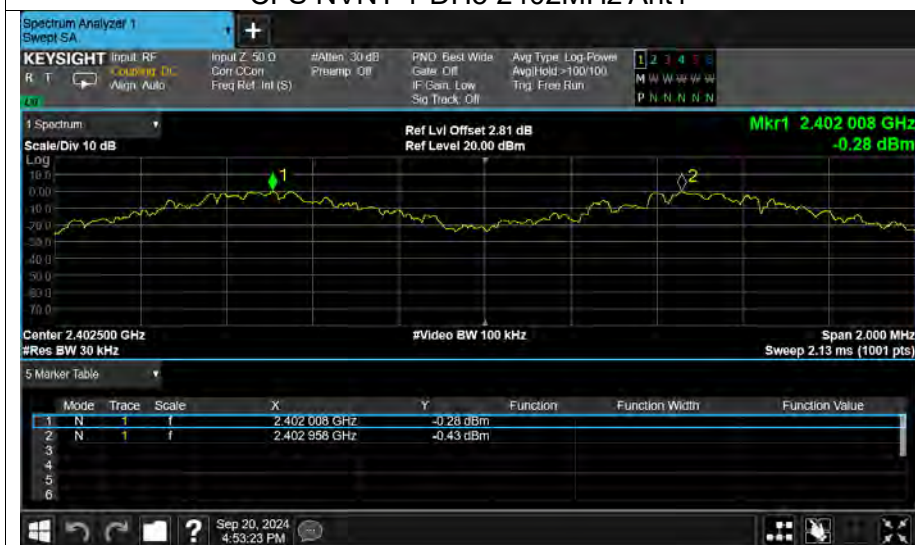 CFS NVNT 1-DH5 2402MHz Ant1
Spectrum Analyzer 1
Swept SA
KEYSIGHT Input: RF
R T Coupling: DC
Align: Auto
Input Z: 50 Ω
Corr CCorr
Freq Ref: Int (S)
#Atten: 30 dB
Preamp: Off
PNO: Best Wide
Gate: Off
IF Gain: Low
Sig Track: Off
Avg Type: Log-Power
Avg|Hold:>100/100
Trig: Free Run
1 2 3 4 5 6
M W W W W W
P N N N N N
1 Spectrum
Scale/Div 10 dB
Ref Lvl Offset 2.81 dB
Ref Level 20.00 dBm
Mkr1 2.402 008 GHz
-0.28 dBm
Log
10.0
0.00
-10.0
-20.0
-30.0
-40.0
-50.0
-60.0
-70.0
1
2
Center 2.402500 GHz
#Res BW 30 kHz
#Video BW 100 kHz
Span 2.000 MHz
Sweep 2.13 ms (1001 pts)
5 Marker Table
Mode Trace Scale X Y Function Function Width Function Value
1 N 1 f 2.402 008 GHz -0.28 dBm
2 N 1 f 2.402 958 GHz -0.43 dBm
3
4
5
6
?
Sep 20, 2024
4:53:23 PM